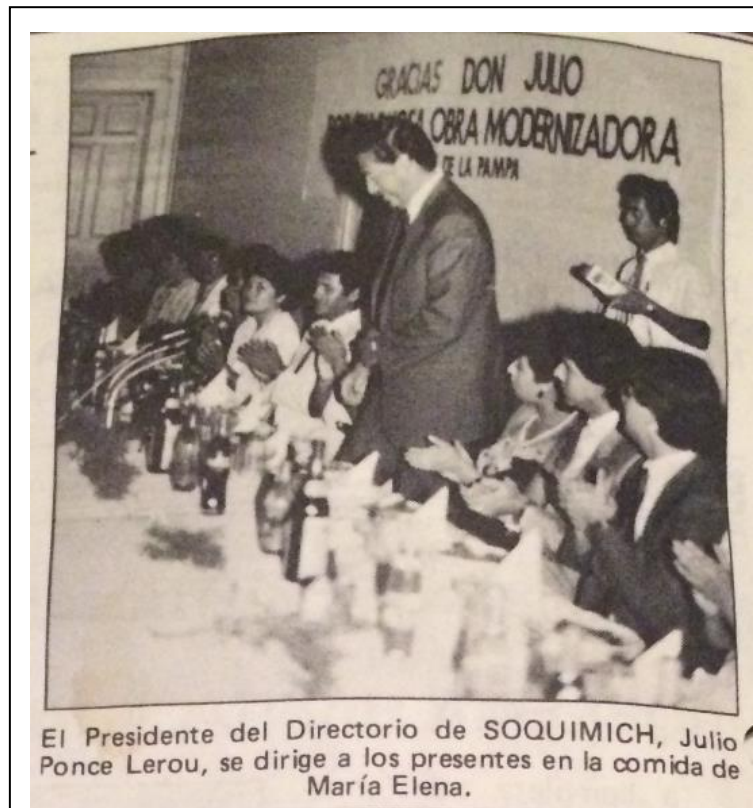 GRACIAS DON JULIO
OBRA MODERNIZADORA
DE LA PAMPA
El Presidente del Directorio de SOQUIMICH, Julio
Ponce Lerou, se dirige a los presentes en la comida de
María Elena.